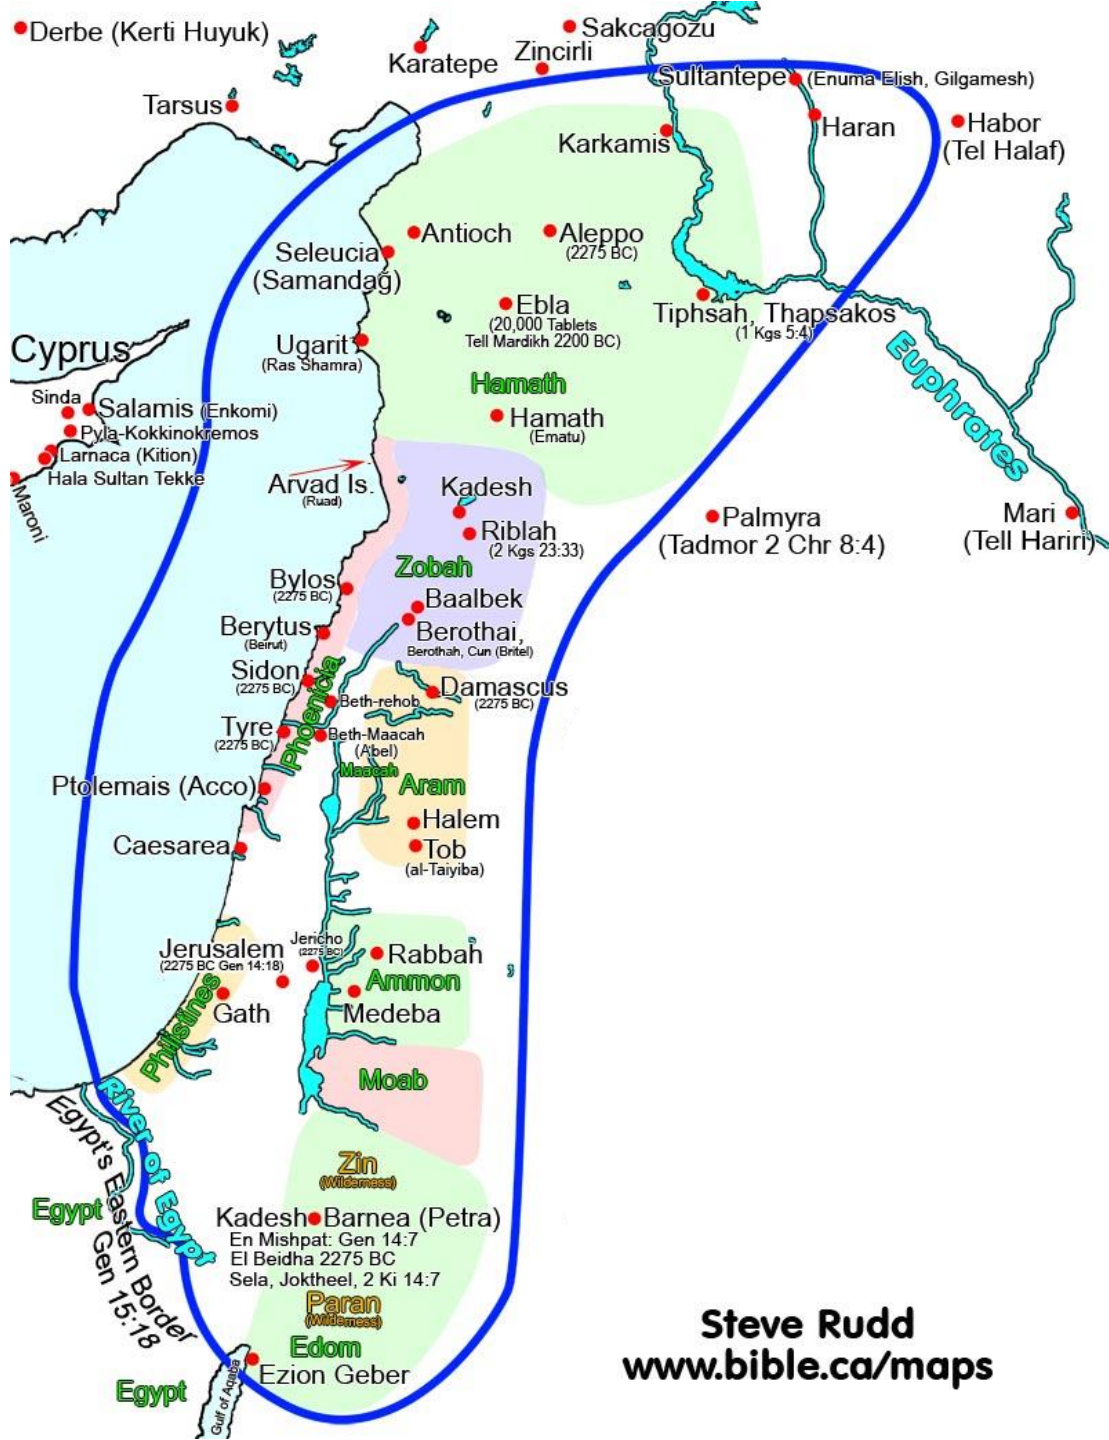 Derbe (Kerti Huyuk)
Karatepe
Zincirli
Sakcagozu
Sultantepe (Enuma Elish, Gilgamesh)
Tarsus
Haran
Habor
(Tel Halaf)
Karkamis
Antioch
Aleppo
(2275 BC)
Seleucia
(Samandağ)
Ebla
(20,000 Tablets
Tell Mardikh 2200 BC)
Tiphsah, Thapsakos
(1 Kgs 5:4)
Ugarit
(Ras Shamra)
Cyprus
Euphrates
Hamath
Hamath
(Ematu)
Sinda
Salamis (Enkomi)
Pyla-Kokkinokremos
Larnaca (Kition)
Hala Sultan Tekke
Maroni
Arvad Is.
(Ruad)
Kadesh
Riblah
(2 Kgs 23:33)
Palmyra
(Tadmor 2 Chr 8:4)
Mari
(Tell Hariri)
Zobah
Bylos
(2275 BC)
Baalbek
Berytus
(Beirut)
Berothai,
Berothah, Cun (Britel)
Sidon
(2275 BC)
Phoenicia
Beth-rehob
Damascus
(2275 BC)
Tyre
(2275 BC)
Beth-Maacah
(Abel)
Maacah
Aram
Ptolemais (Acco)
Halem
Caesarea
Tob
(al-Taiyiba)
Jerusalem
(2275 BC Gen 14:18)
Jericho
(2275 BC)
Rabbah
Ammon
Gath
Medeba
Philistines
Moab
River of Egypt
Egypt's Eastern Border
Gen 15:18
Zin
(Wilderness)
Egypt
Kadesh Barnea (Petra)
En Mishpat: Gen 14:7
El Beidha 2275 BC
Sela, Joktheel, 2 Ki 14:7
Paran
(Wilderness)
Edom
Ezion Geber
Egypt
Gulf of Aqaba
Steve Rudd
www.bible.ca/maps